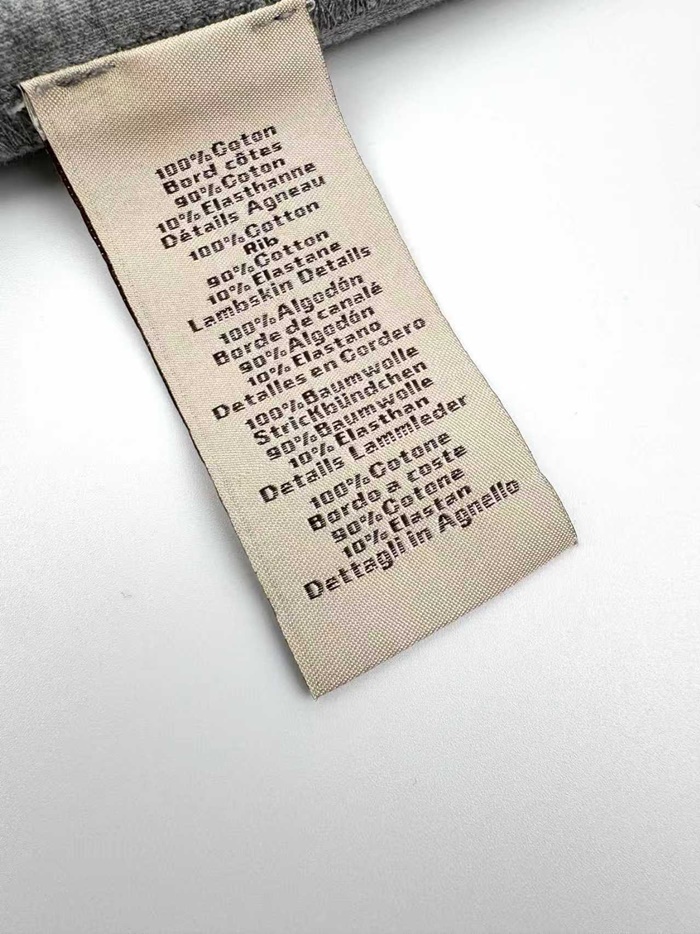 100% Coton
Bord côtes
90% Coton
10% Elasthanne
Détails Agneau
100% Cotton
Rib
90% Cotton
10% Elastane
Lambskin Details
100% Algodón
Borde de canalé
90% Algodón
10% Elastano
Detalles en Cordero
100% Baumwolle
Strickbündchen
90% Baumwolle
10% Elasthan
Details Lammleder
100% Cotone
Bordo a coste
90% Cotone
10% Elastan
Dettagli in Agnello